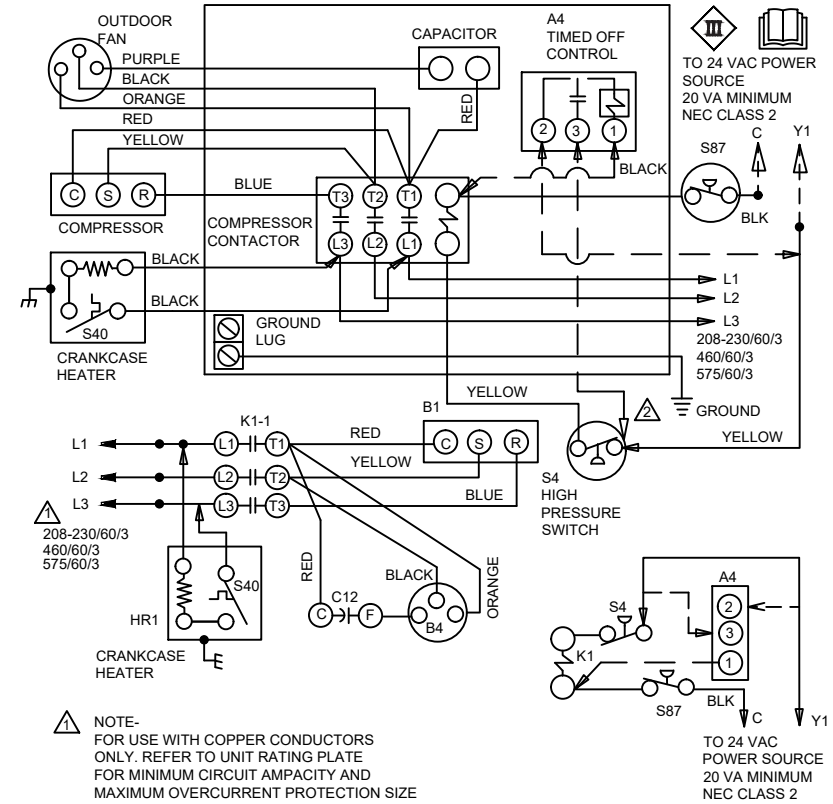 OUTDOOR
FAN
PURPLE
BLACK
ORANGE
RED
YELLOW
CAPACITOR
RED
A4
TIMED OFF
CONTROL
2 3 1
BLACK
III
TO 24 VAC POWER
SOURCE
20 VA MINIMUM
NEC CLASS 2
C Y1
S87
BLK
C S R
COMPRESSOR
BLUE
T3 T2 T1
COMPRESSOR
CONTACTOR
L3 L2 L1
BLACK
BLACK
S40
CRANKCASE
HEATER
GROUND
LUG
L1
L2
L3
208-230/60/3
460/60/3
575/60/3
GROUND
YELLOW
2
YELLOW
S4
HIGH
PRESSURE
SWITCH
K1-1
B1
L1 L1 T1 RED C S R
L2 L2 T2 YELLOW
L3 L3 T3 BLUE
1
208-230/60/3
460/60/3
575/60/3
S40
HR1
CRANKCASE
HEATER
RED
C12
C F
BLACK
B4
ORANGE
A4
2
3
1
S4
K1
S87
BLK
C Y1
TO 24 VAC
POWER SOURCE
20 VA MINIMUM
NEC CLASS 2
1 NOTE-
FOR USE WITH COPPER CONDUCTORS
ONLY. REFER TO UNIT RATING PLATE
FOR MINIMUM CIRCUIT AMPACITY AND
MAXIMUM OVERCURRENT PROTECTION SIZE